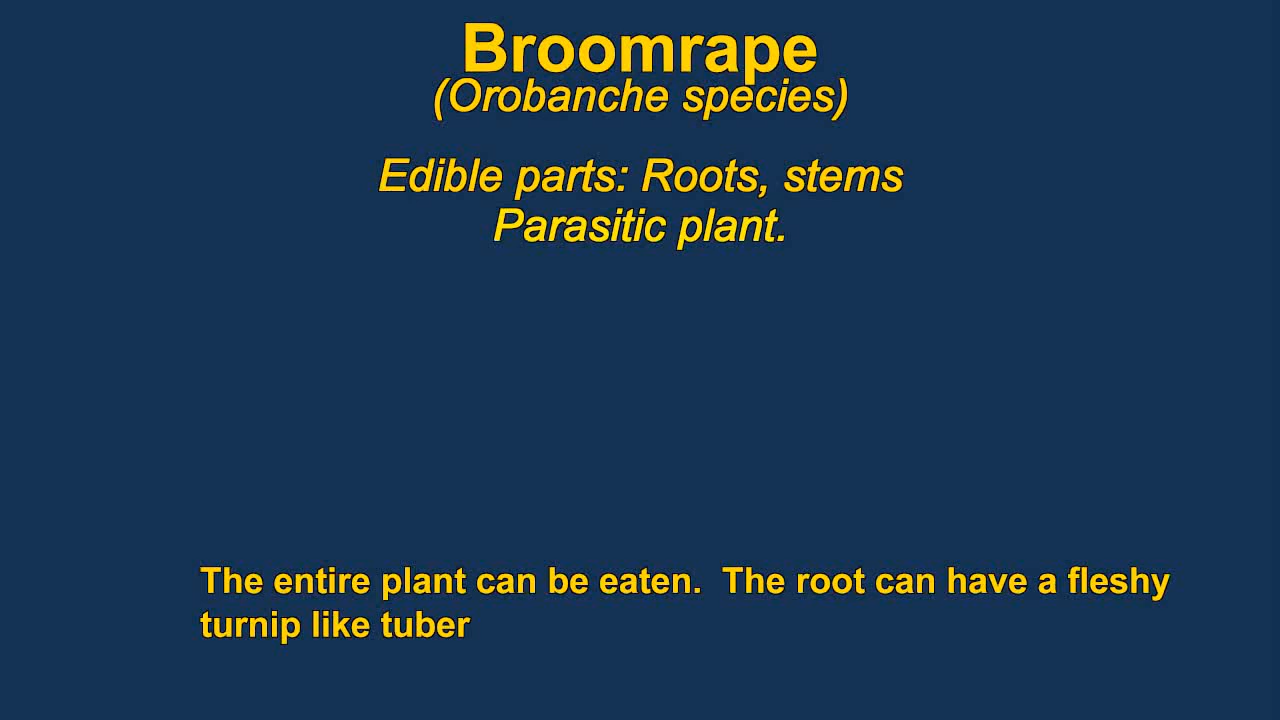 Broomrape
(Orobanche species)
Edible parts: Roots, stems
Parasitic plant.
The entire plant can be eaten.  The root can have a fleshy
turnip like tuber